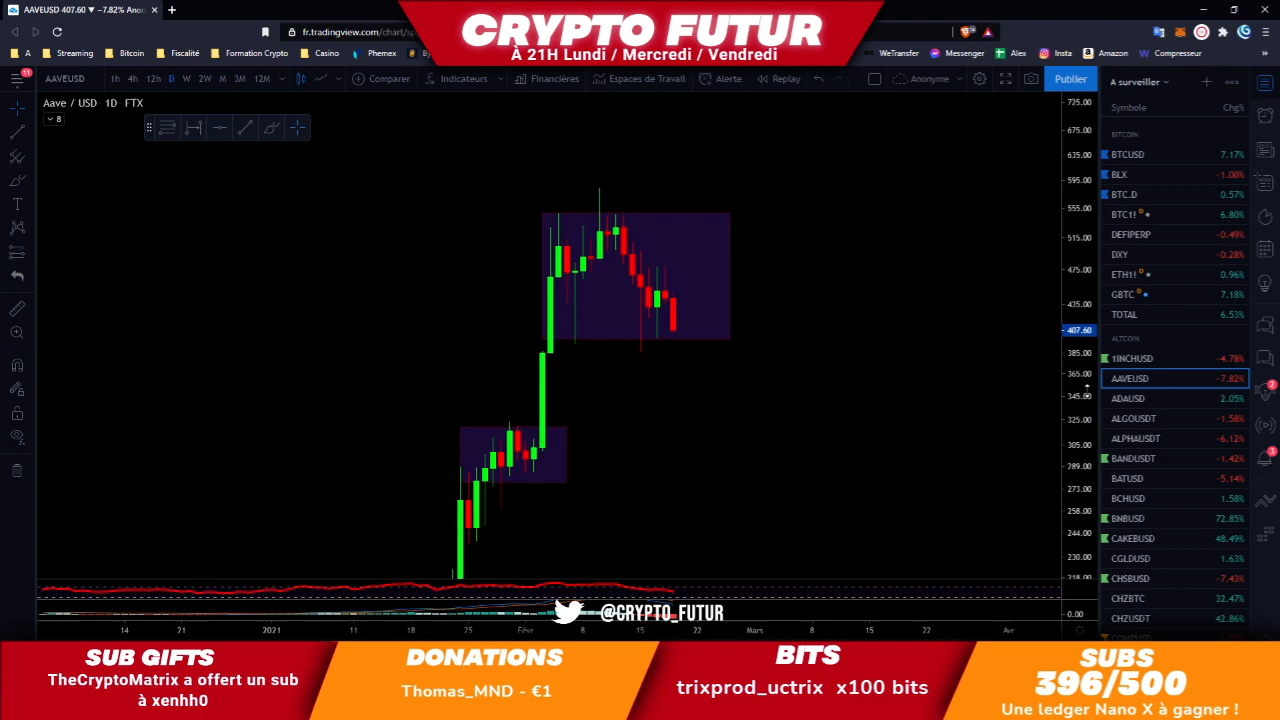 AAVEUSD 407.60 ▼ −7.82% Anon
CRYPTO FUTUR
À 21H Lundi / Mercredi / Vendredi
fr.tradingview.com/chart/sp
A
Streaming
Bitcoin
Fiscalité
Formation Crypto
Casino
Phemex
WeTransfer
Messenger
Alex
Insta
Amazon
Compresseur
11
AAVEUSD
1h 4h 12h D W 2W M 3M 12M
Comparer
Indicateurs
Financières
Espaces de Travail
Alerte
Replay
Anonyme
Publier
A surveiller
Aave / USD 1D FTX
8
725.00
675.00
635.00
595.00
555.00
515.00
475.00
435.00
407.60
385.00
365.00
345.00
325.00
305.00
289.00
273.00
258.00
244.00
230.00
218.00
0.00
Symbole Chg%
BITCOIN
BTCUSD 7.17%
BLX −1.00%
BTC.D 0.57%
BTC1! D 6.80%
DEFIPERP −0.49%
DXY −0.28%
ETH1! D 0.96%
GBTC D 7.18%
TOTAL 6.53%
ALTCOIN
1INCHUSD −4.78%
AAVEUSD −7.82%
ADAUSD 2.05%
ALGOUSDT −1.58%
ALPHAUSDT −6.12%
BANDUSDT −1.42%
BATUSD −5.14%
BCHUSD 1.58%
BNBUSD 72.85%
CAKEBUSD 48.49%
CGLDUSD 1.63%
CHSBUSD −7.43%
CHZBTC 32.47%
CHZUSDT 42.86%
2
3
@CRYPTO_FUTUR
14 21 2021 11 18 25 Févr 8 15 22 Mars 8 15 22 Avr
SUB GIFTS
TheCryptoMatrix a offert un sub
à xenhh0
DONATIONS
Thomas_MND - €1
BITS
trixprod_uctrix x100 bits
SUBS
396/500
Une ledger Nano X à gagner !